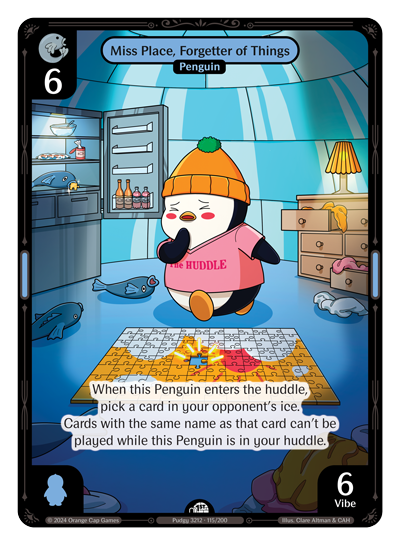 6
Miss Place, Forgetter of Things
Penguin
The HUDDLE
When this Penguin enters the huddle,
pick a card in your opponent's ice.
Cards with the same name as that card can't be
played while this Penguin is in your huddle.
6
Vibe
© 2024 Orange Cap Games
Pudgy 3212 · 115/200
Illus. Clare Altman & CAH